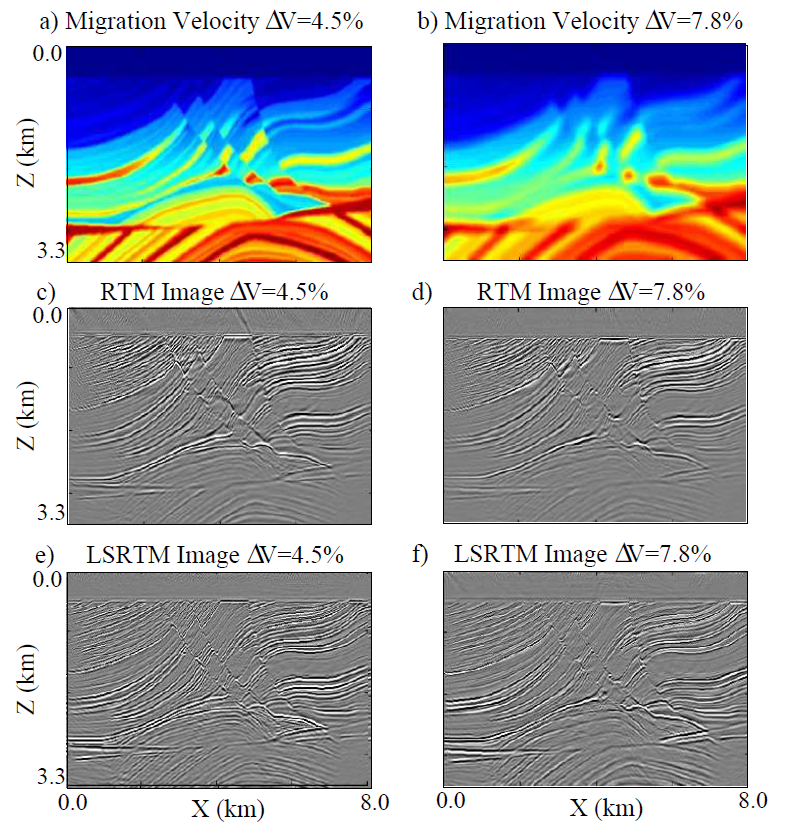 a) Migration Velocity ΔV=4.5%
b) Migration Velocity ΔV=7.8%
0.0
Z (km)
3.3
c) RTM Image ΔV=4.5%
d) RTM Image ΔV=7.8%
0.0
Z (km)
3.3
e) LSRTM Image ΔV=4.5%
f) LSRTM Image ΔV=7.8%
0.0
Z (km)
3.3
0.0 X (km) 8.0
0.0 X (km) 8.0